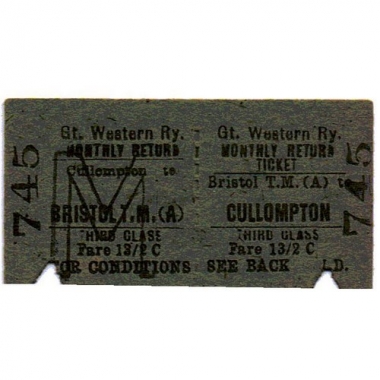 745
Gt. Western Ry.
MONTHLY RETURN
Cullompton to
BRISTOL T.M.(A)
THIRD CLASS
Fare 13/2 C
M
Gt. Western Ry.
MONTHLY RETURN
TICKET
Bristol T.M.(A) to
CULLOMPTON
THIRD CLASS
Fare 13/2 C
FOR CONDITIONS SEE BACK L.D.
745